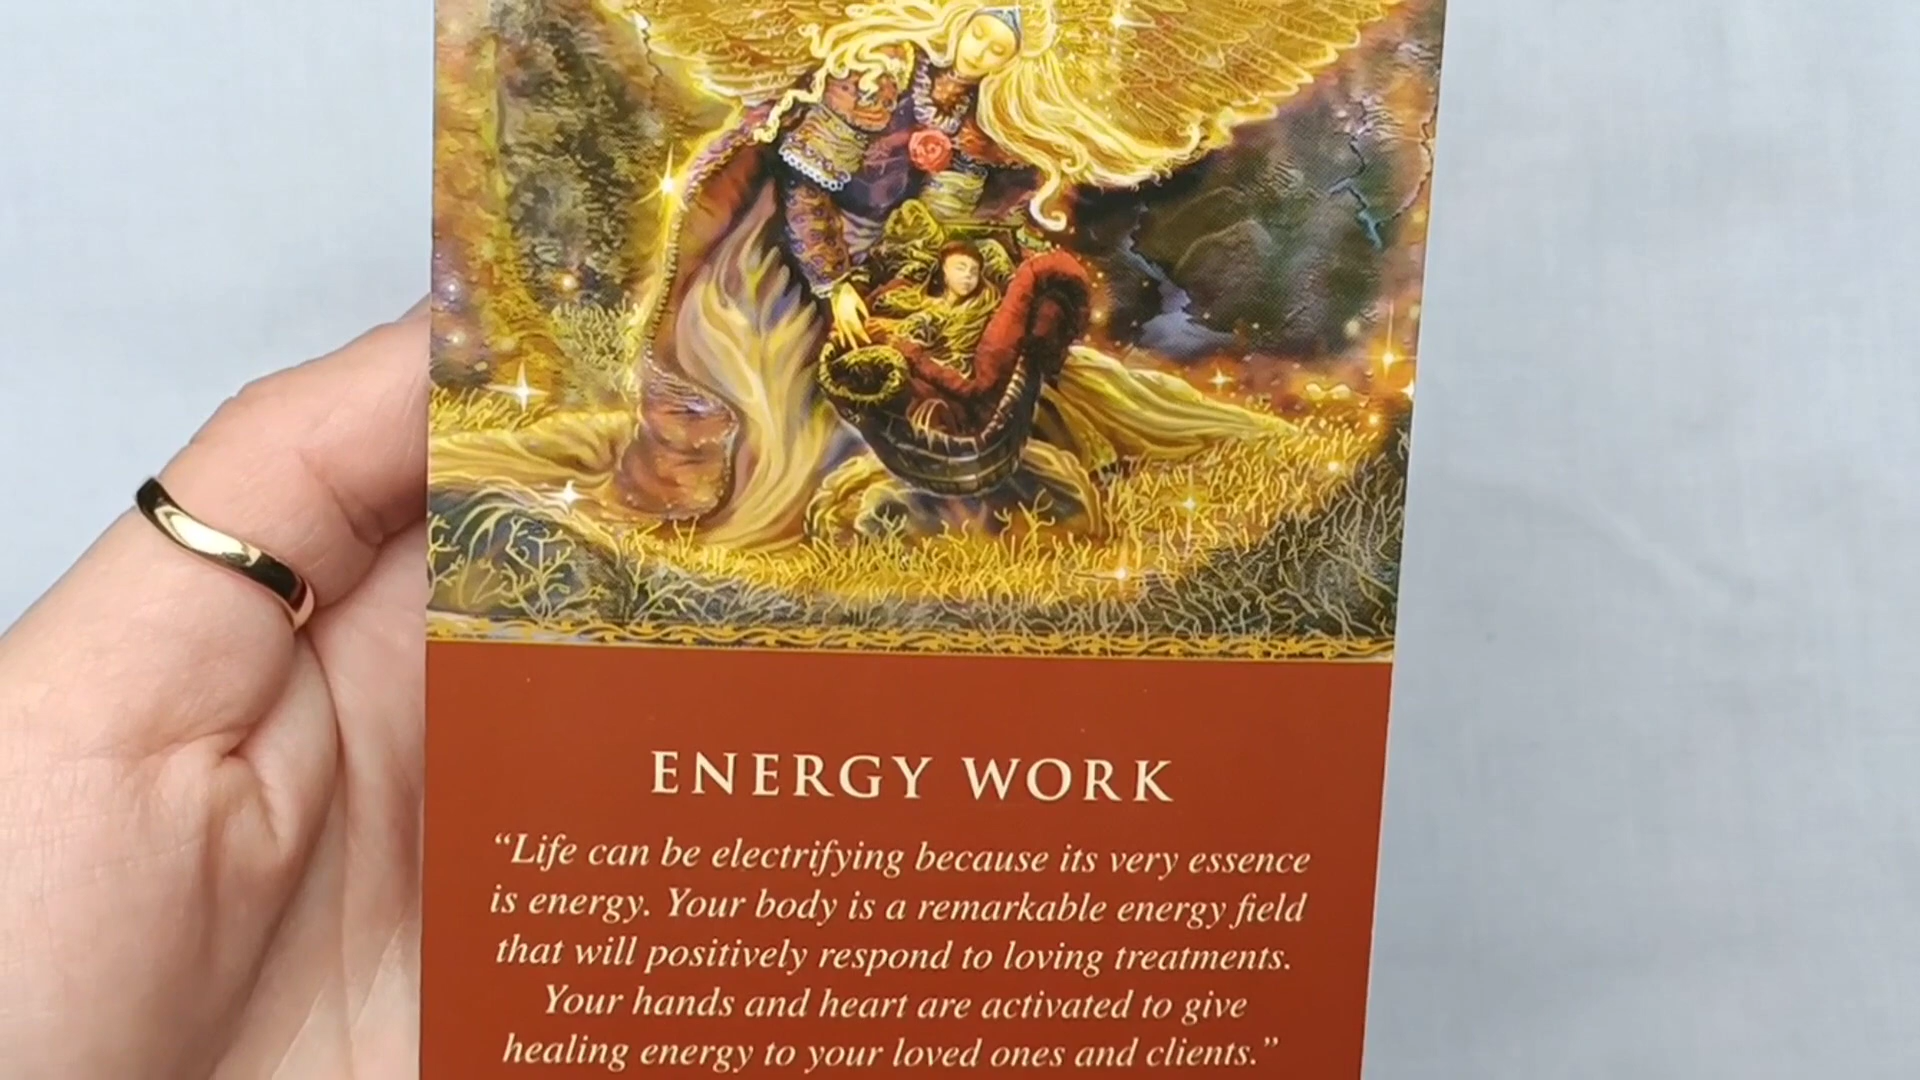 ENERGY WORK
“Life can be electrifying because its very essence
is energy. Your body is a remarkable energy field
that will positively respond to loving treatments.
Your hands and heart are activated to give
healing energy to your loved ones and clients.”